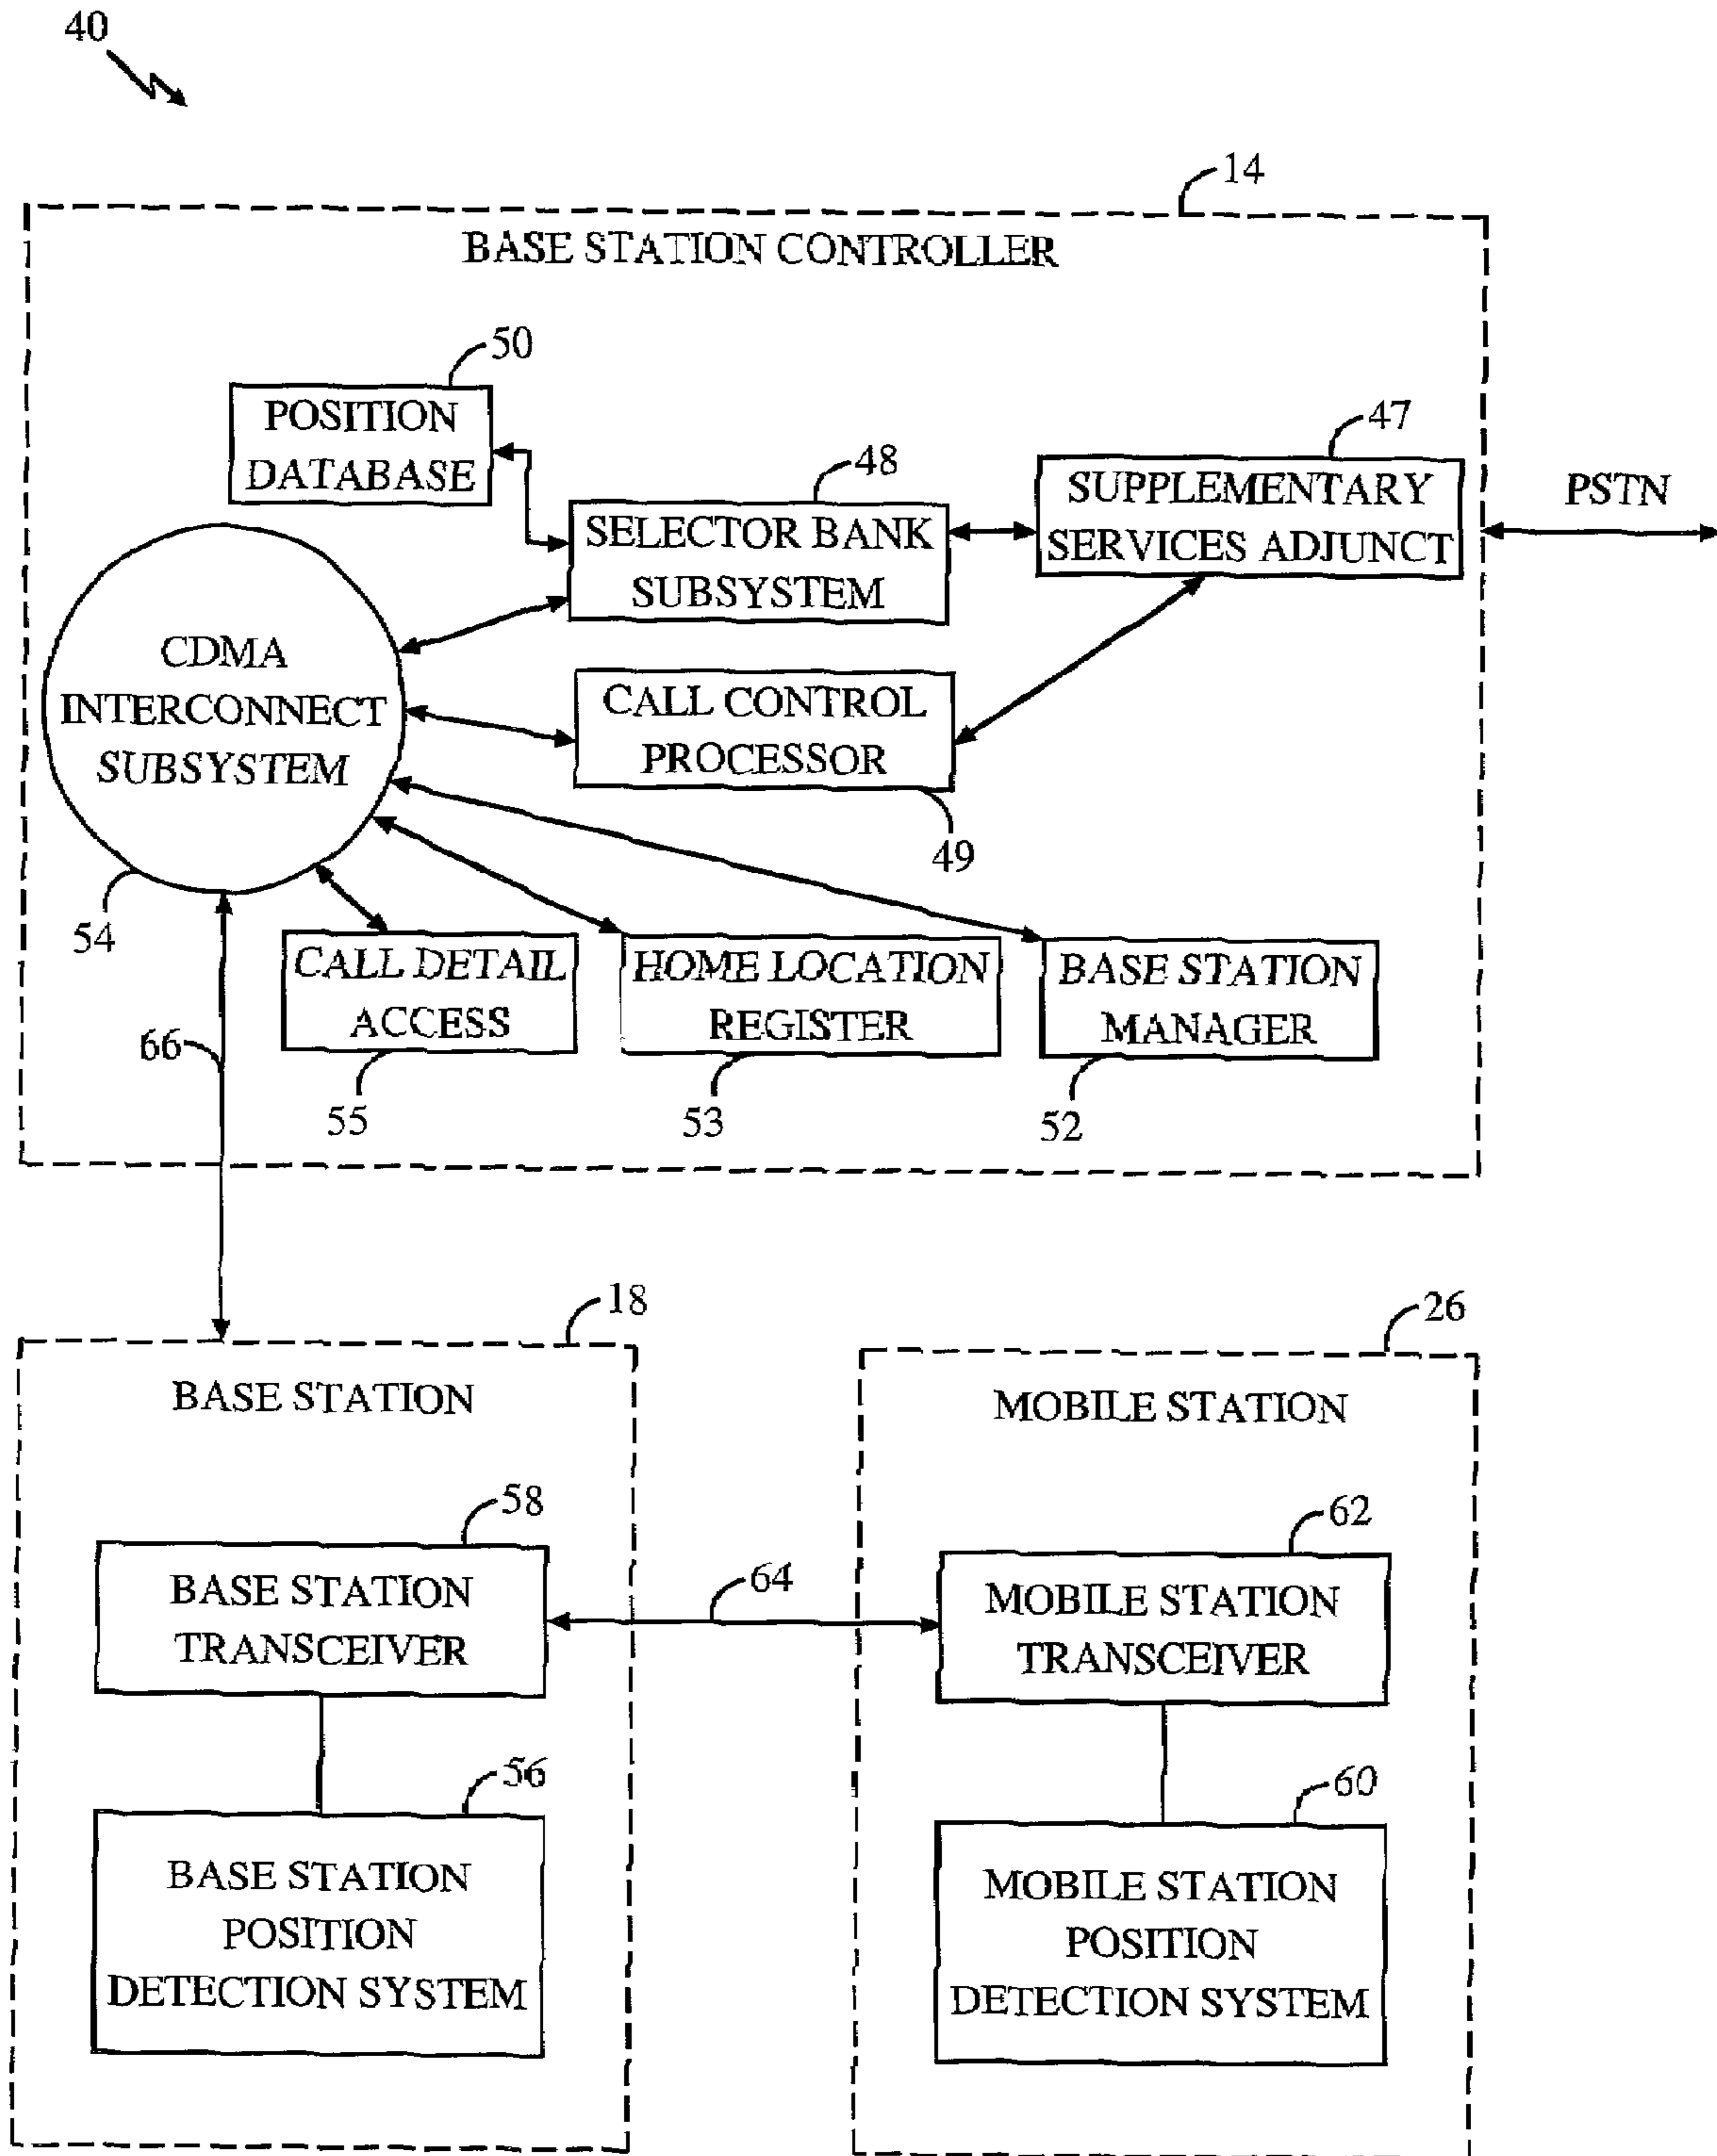 40
14
BASE STATION CONTROLLER
50
POSITION
DATABASE
48
SELECTOR BANK
SUBSYSTEM
47
SUPPLEMENTARY
SERVICES ADJUNCT
PSTN
CDMA
INTERCONNECT
SUBSYSTEM
54
CALL CONTROL
PROCESSOR
49
CALL DETAIL
ACCESS
55
HOME LOCATION
REGISTER
53
BASE STATION
MANAGER
52
66
18
BASE STATION
58
BASE STATION
TRANSCEIVER
56
BASE STATION
POSITION
DETECTION SYSTEM
64
26
MOBILE STATION
62
MOBILE STATION
TRANSCEIVER
60
MOBILE STATION
POSITION
DETECTION SYSTEM